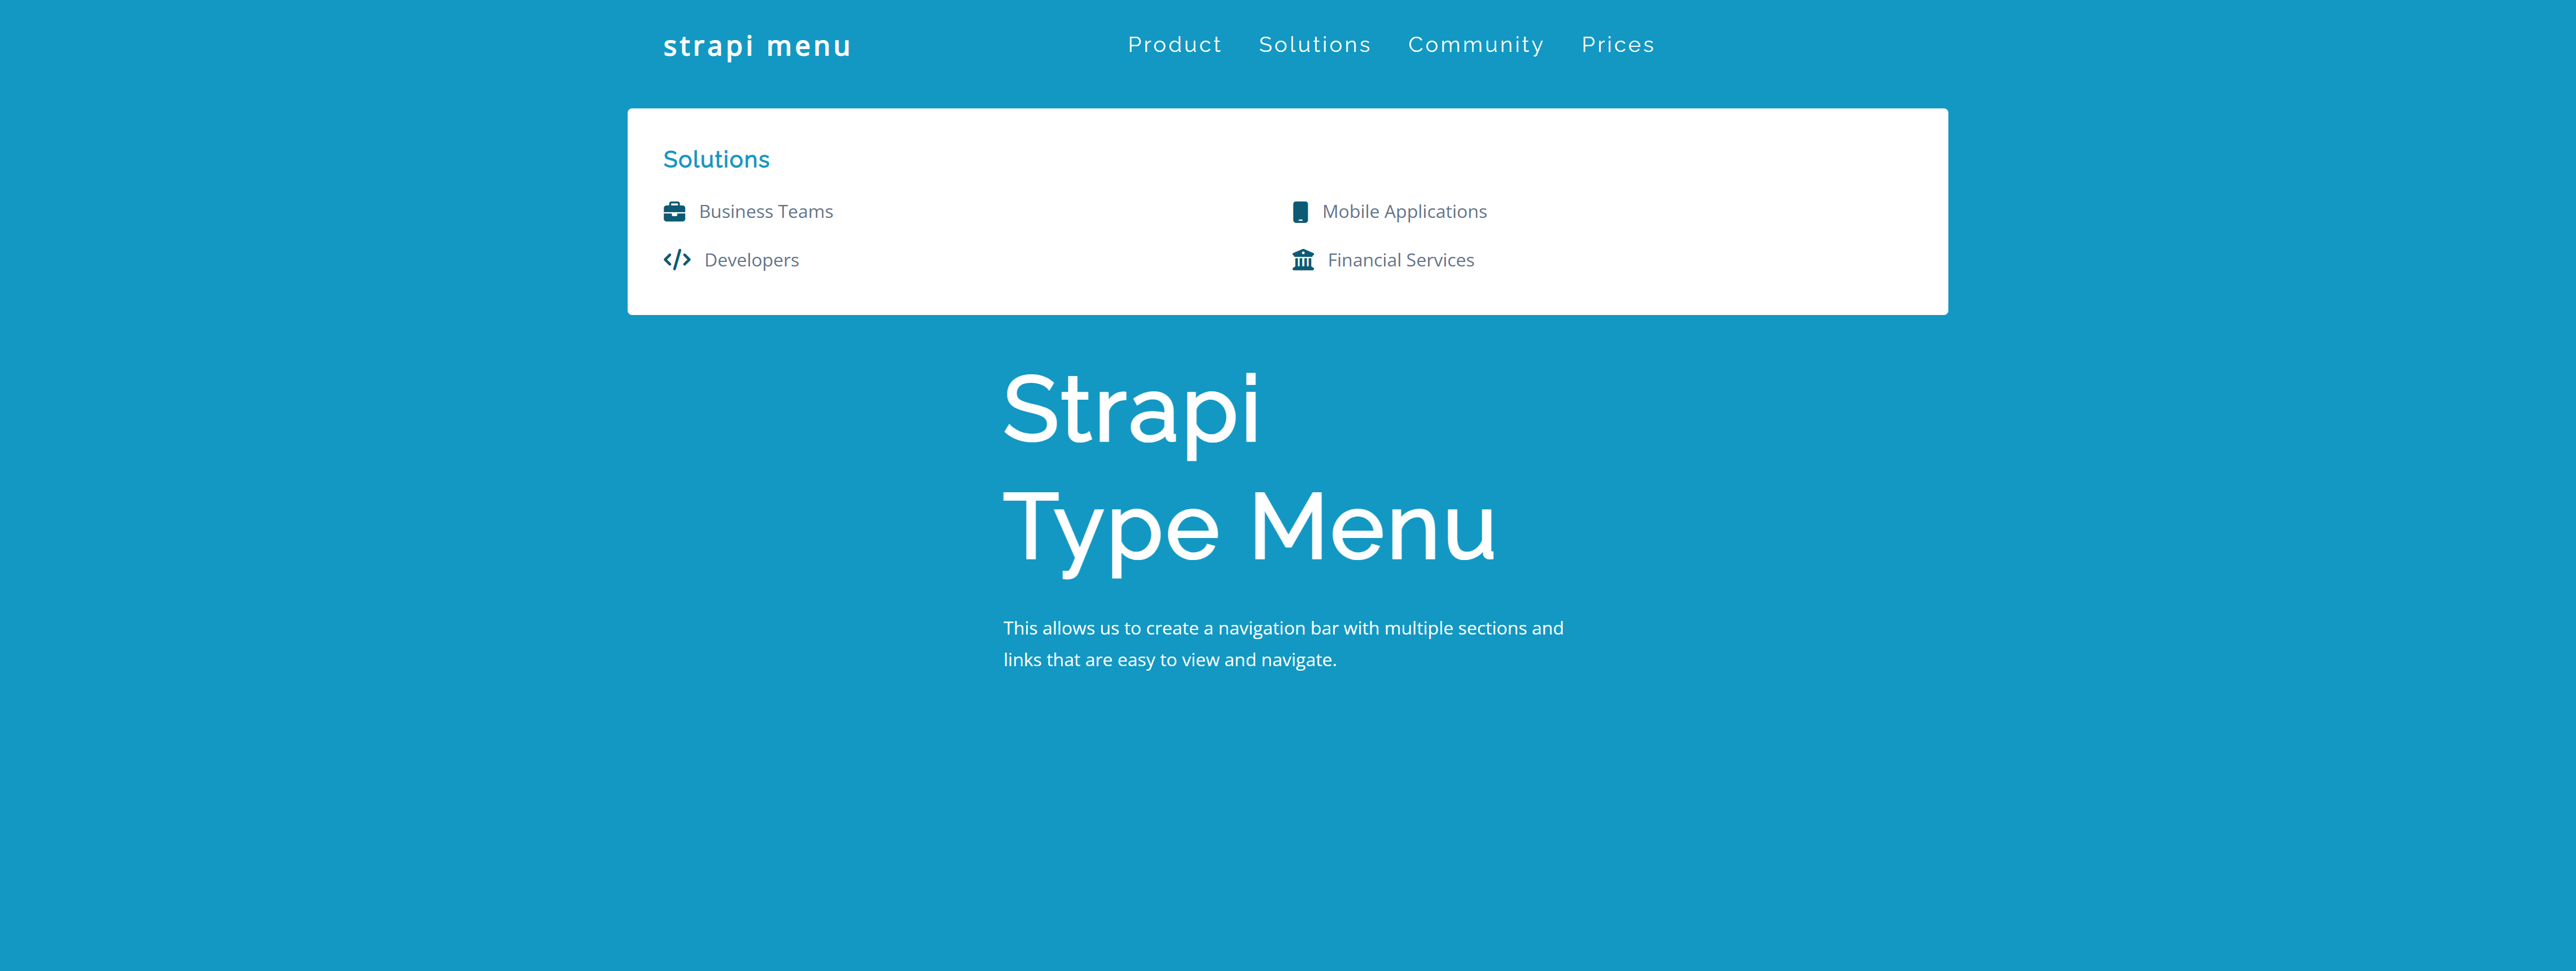 strapi menu
Product Solutions Community Prices
Solutions
Business Teams
Mobile Applications
Developers
Financial Services
Strapi
Type Menu
This allows us to create a navigation bar with multiple sections and
links that are easy to view and navigate.